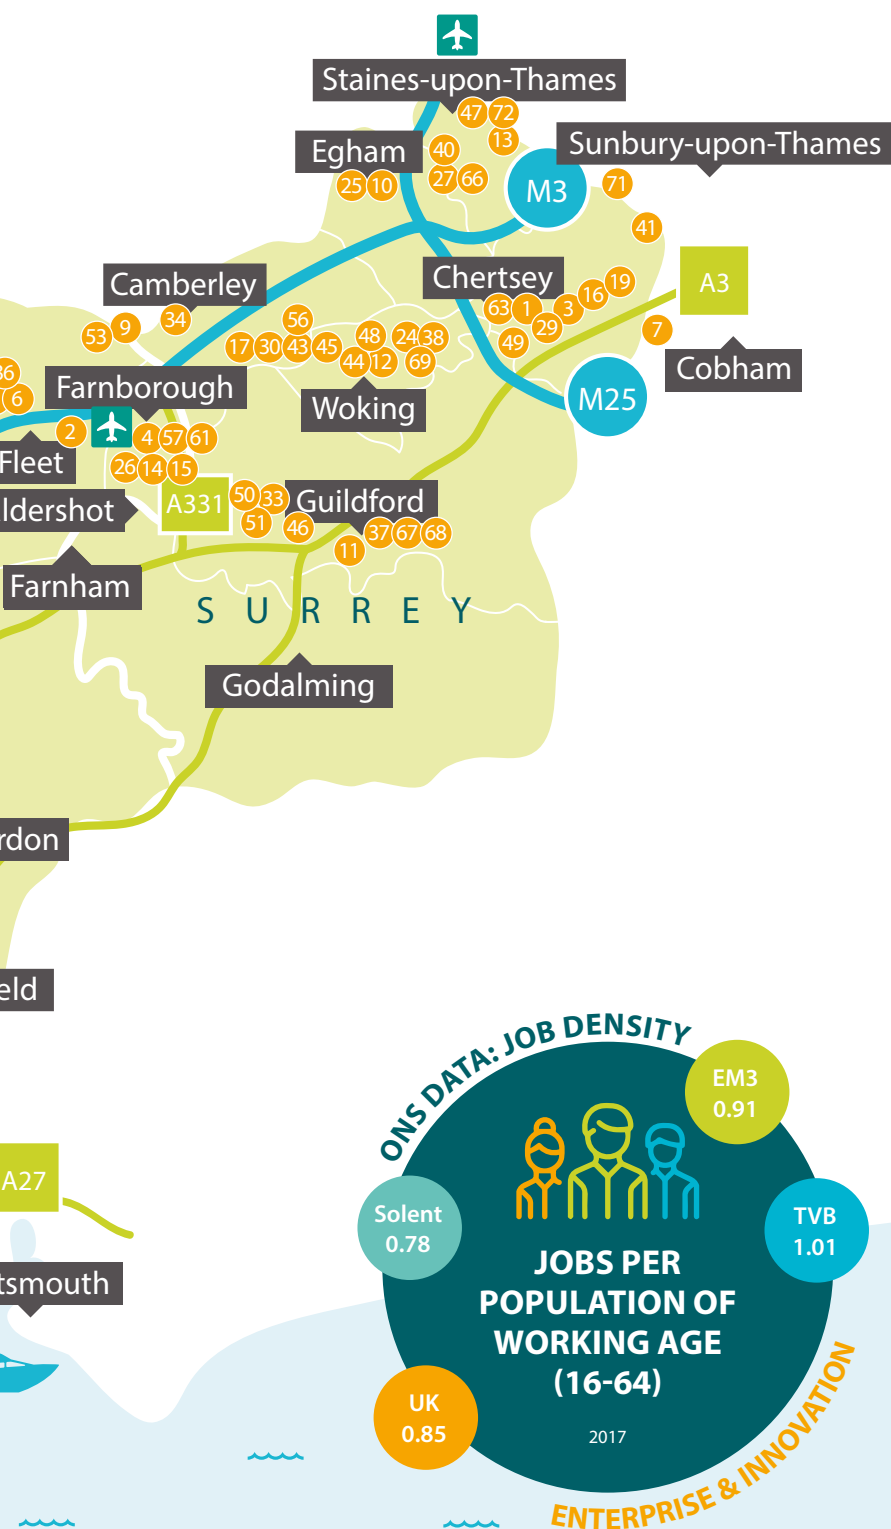 Staines-upon-Thames
47 72
13
Sunbury-upon-Thames
Egham
40
25 10
27 66
M3
71
41
Chertsey
A3
Camberley
63 1 3 16 19
29
49
7
Cobham
53 9 34
56
17 30 43 45
48 24 38
44 12 69
Woking
M25
36
6
Farnborough
2
4 57 61
26 14 15
Fleet
ldershot
A331
50 33
51
46
Guildford
37 67 68
11
Farnham
SURREY
Godalming
rdon
eld
A27
tsmouth
ONS DATA: JOB DENSITY
EM3
0.91
Solent
0.78
TVB
1.01
JOBS PER
POPULATION OF
WORKING AGE
(16-64)
2017
UK
0.85
ENTERPRISE & INNOVATION